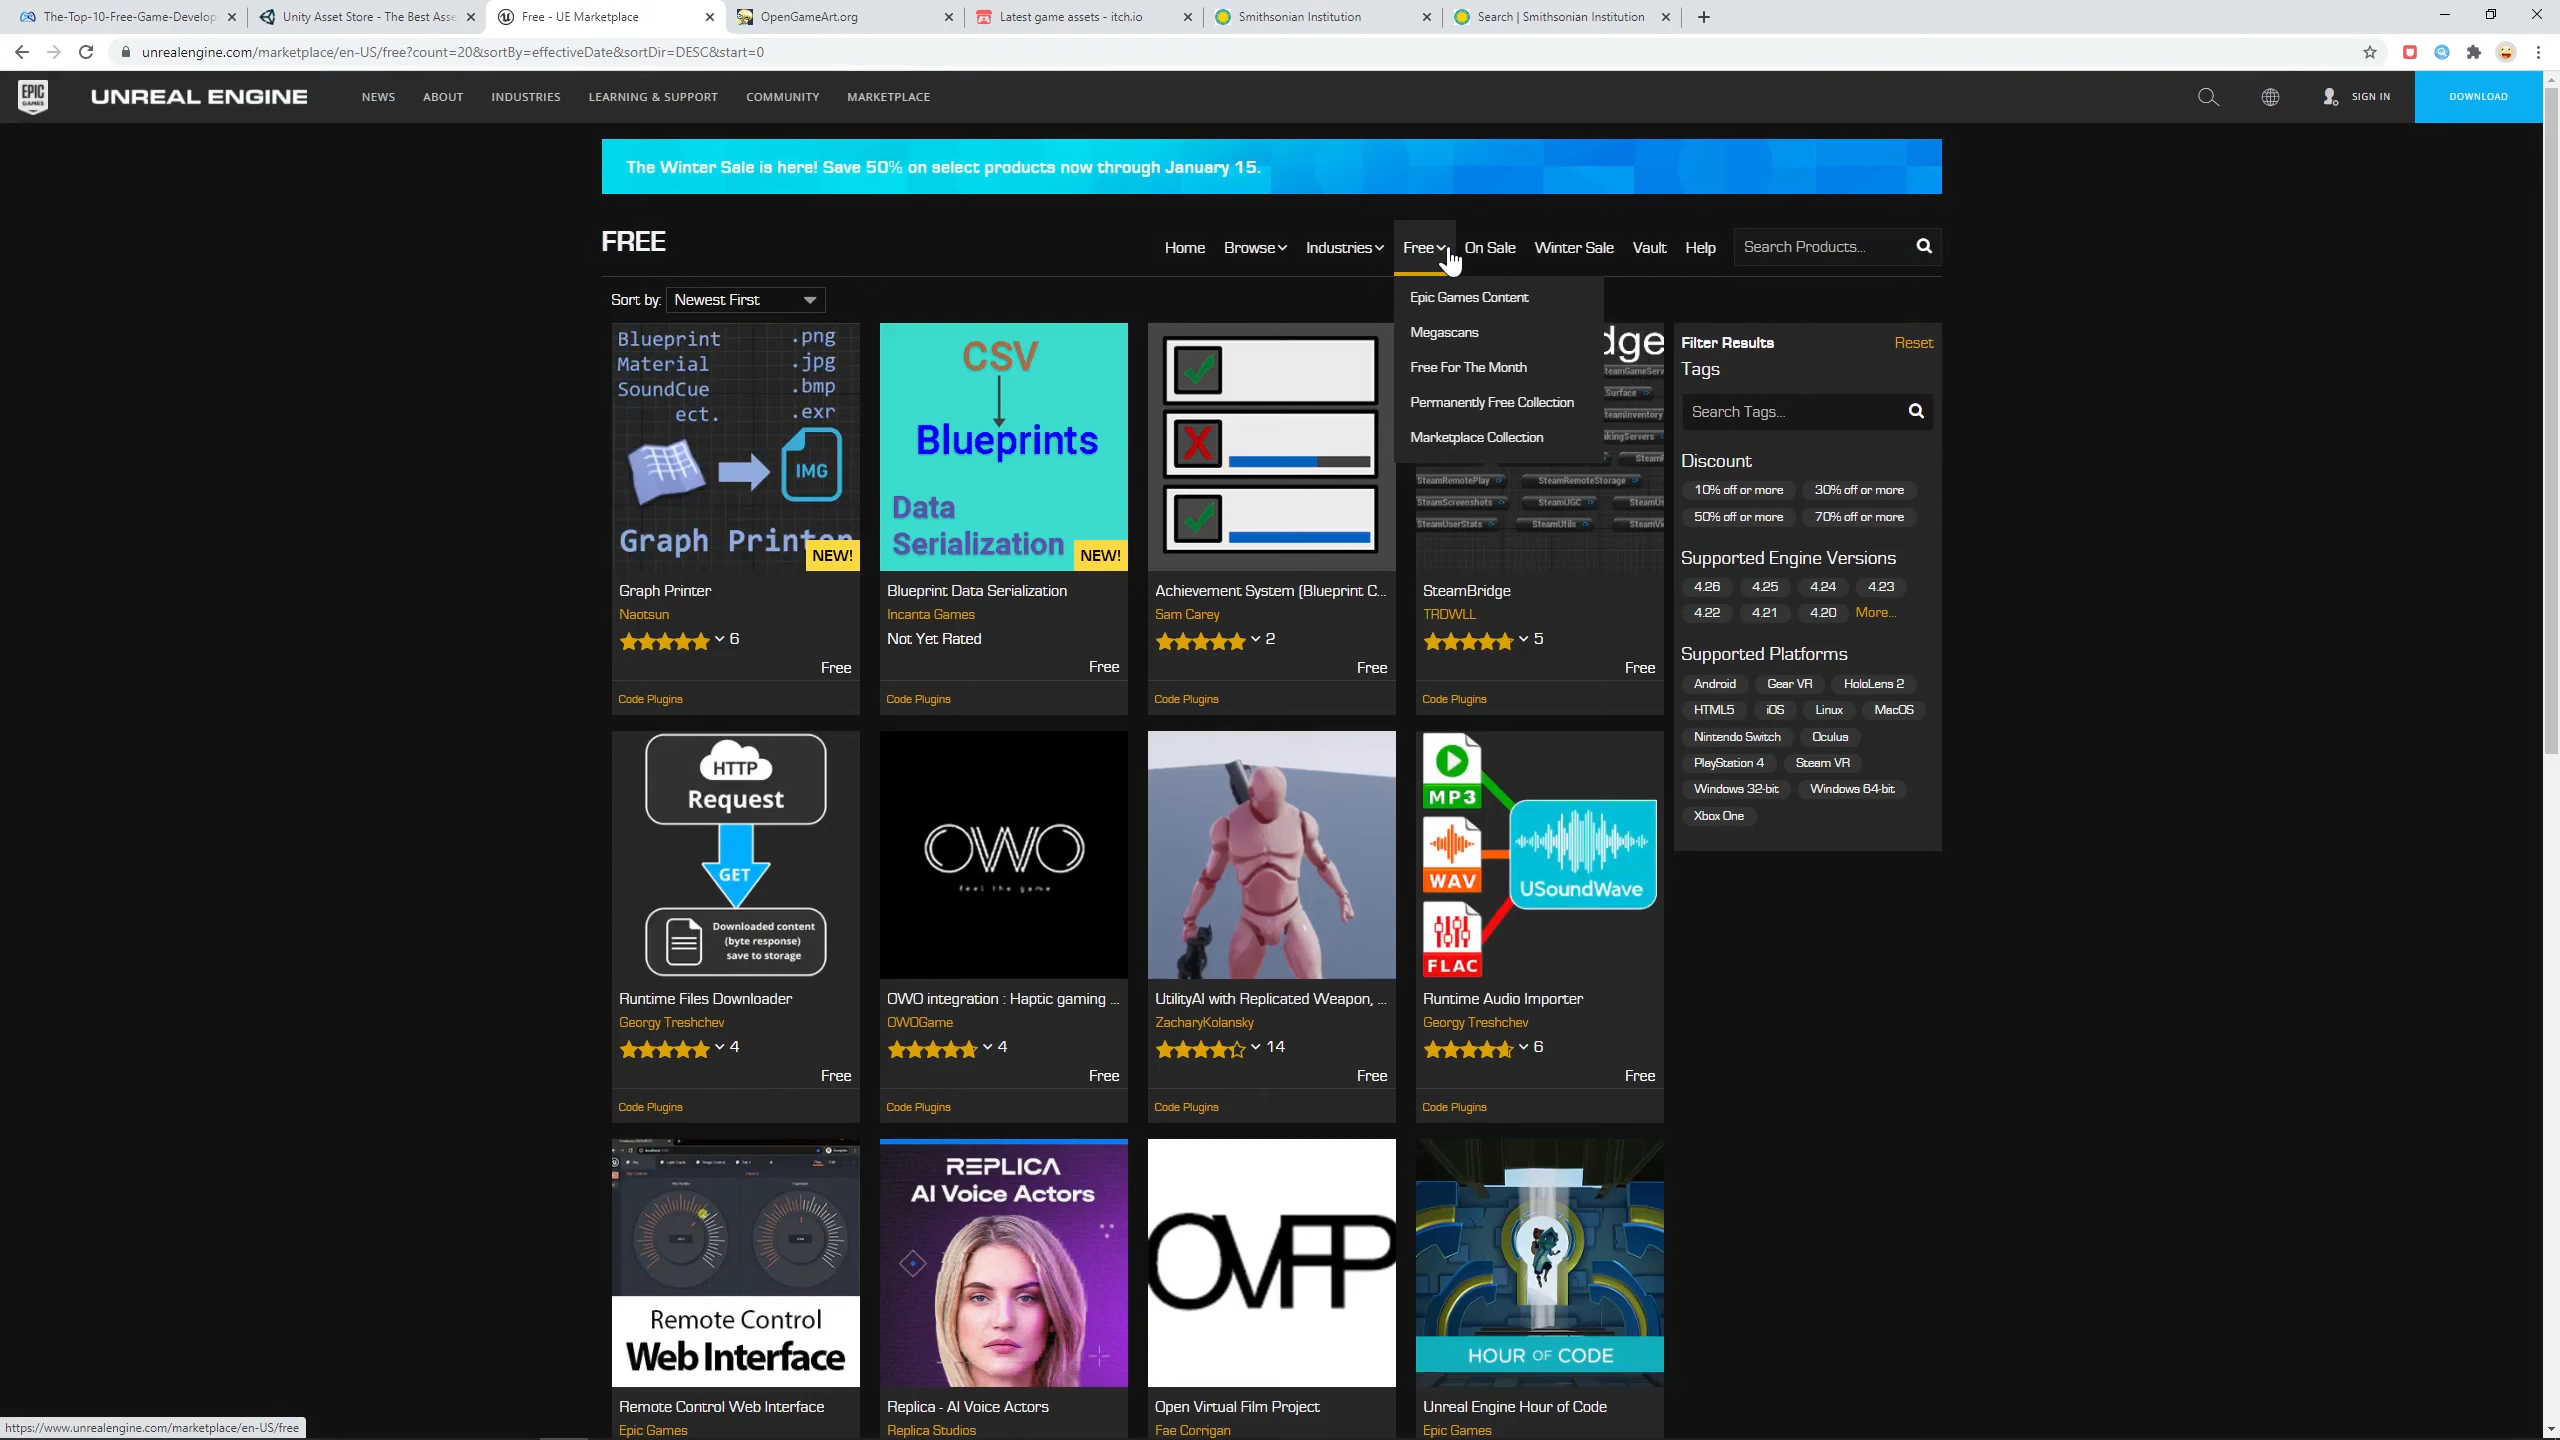 The-Top-10-Free-Game-Develop
Unity Asset Store - The Best Asse
Free - UE Marketplace
OpenGameArt.org
Latest game assets - itch.io
Smithsonian Institution
Search | Smithsonian Institution
unrealengine.com/marketplace/en-US/free?count=20&sortBy=effectiveDate&sortDir=DESC&start=0
EPIC GAMES
UNREAL ENGINE
NEWS
ABOUT
INDUSTRIES
LEARNING & SUPPORT
COMMUNITY
MARKETPLACE
SIGN IN
DOWNLOAD
The Winter Sale is here! Save 50% on select products now through January 15.
FREE
Home
Browse
Industries
Free
On Sale
Winter Sale
Vault
Help
Search Products...
Epic Games Content
Megascans
Free For The Month
Permanently Free Collection
Marketplace Collection
Sort by:
Newest First
Blueprint .png
Material .jpg
SoundCue .bmp
ect. .exr
IMG
Graph Printer
NEW!
Graph Printer
Naotsun
6
Free
Code Plugins
CSV
Blueprints
Data
Serialization
NEW!
Blueprint Data Serialization
Incanta Games
Not Yet Rated
Free
Code Plugins
Achievement System (Blueprint C...
Sam Carey
2
Free
Code Plugins
dge
SteamRemotePlay
SteamRemoteStorage
SteamScreenshots
SteamUGC
SteamUs
SteamUserStats
SteamUtils
SteamVi
SteamBridge
TRDWLL
5
Free
Code Plugins
Filter Results
Reset
Tags
Search Tags...
Discount
10% off or more
30% off or more
50% off or more
70% off or more
Supported Engine Versions
4.26
4.25
4.24
4.23
4.22
4.21
4.20
More...
Supported Platforms
Android
Gear VR
HoloLens 2
HTML5
iOS
Linux
MacOS
Nintendo Switch
Oculus
PlayStation 4
Steam VR
Windows 32-bit
Windows 64-bit
Xbox One
HTTP
Request
GET
Downloaded content
(byte response)
save to storage
Runtime Files Downloader
Georgy Treshchev
4
Free
Code Plugins
OWO
feel the game
OWO integration : Haptic gaming ...
OWOGame
4
Free
Code Plugins
UtilityAI with Replicated Weapon, ...
ZacharyKolansky
14
Free
Code Plugins
MP3
WAV
FLAC
USoundWave
Runtime Audio Importer
Georgy Treshchev
6
Free
Code Plugins
Remote Control
Web Interface
Remote Control Web Interface
Epic Games
REPLICA
AI Voice Actors
Replica - AI Voice Actors
Replica Studios
OVFP
Open Virtual Film Project
Fae Corrigan
HOUR OF CODE
Unreal Engine Hour of Code
Epic Games
https://www.unrealengine.com/marketplace/en-US/free